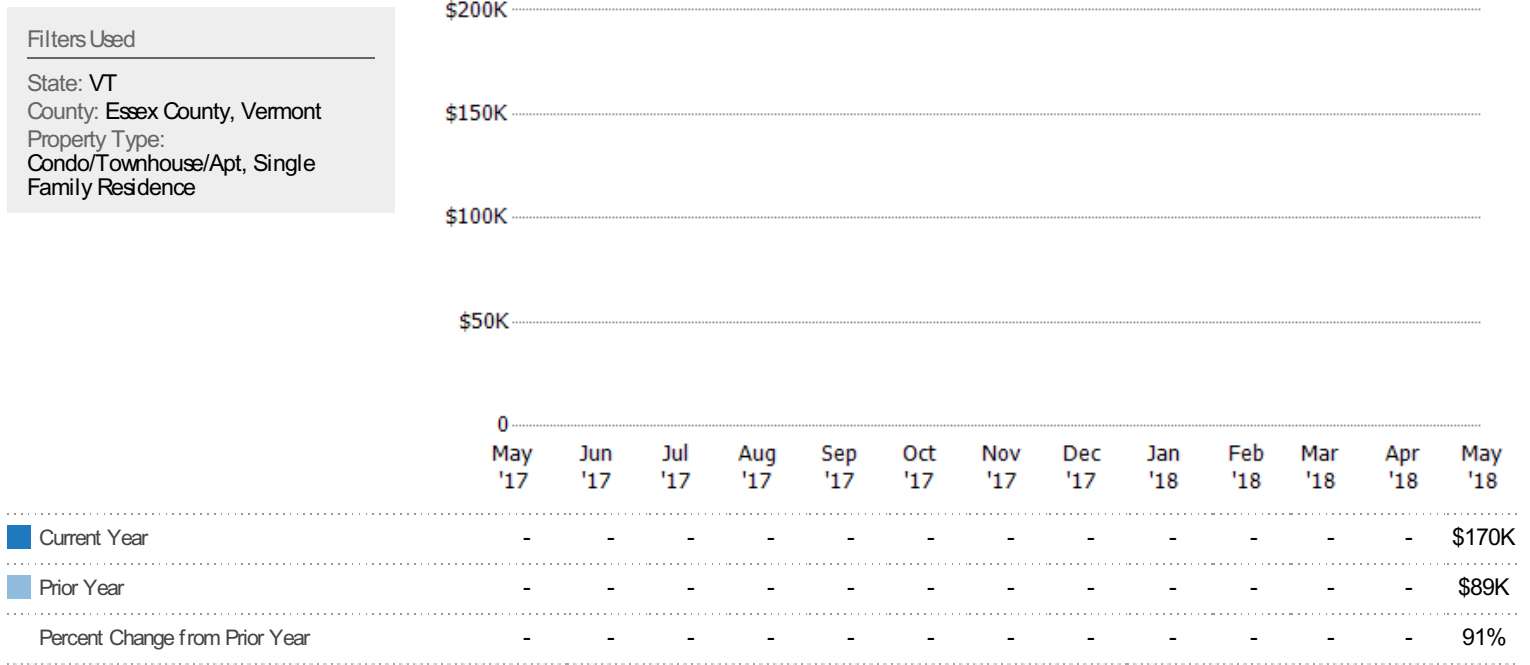 Filters Used
State: VT
County: Essex County, Vermont
Property Type:
Condo/Townhouse/Apt, Single
Family Residence
$200K
$150K
$100K
$50K
0
May Jun Jul Aug Sep Oct Nov Dec Jan Feb Mar Apr May
'17 '17 '17 '17 '17 '17 '17 '17 '18 '18 '18 '18 '18
Current Year - - - - - - - - - - - - $170K
Prior Year - - - - - - - - - - - - $89K
Percent Change from Prior Year - - - - - - - - - - - - 91%